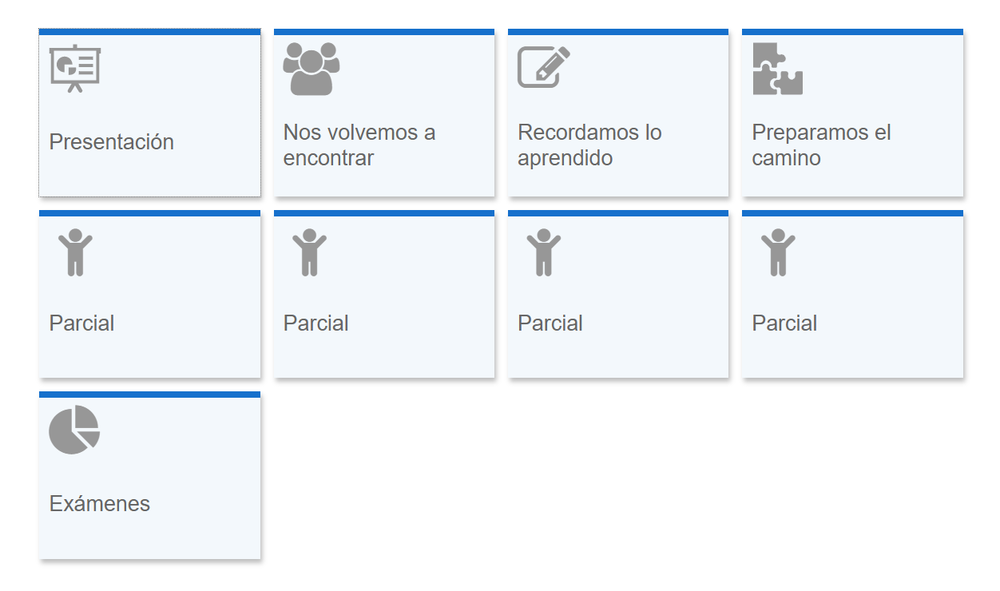 Presentación
Nos volvemos a
encontrar
Recordamos lo
aprendido
Preparamos el
camino
Parcial
Parcial
Parcial
Parcial
Exámenes